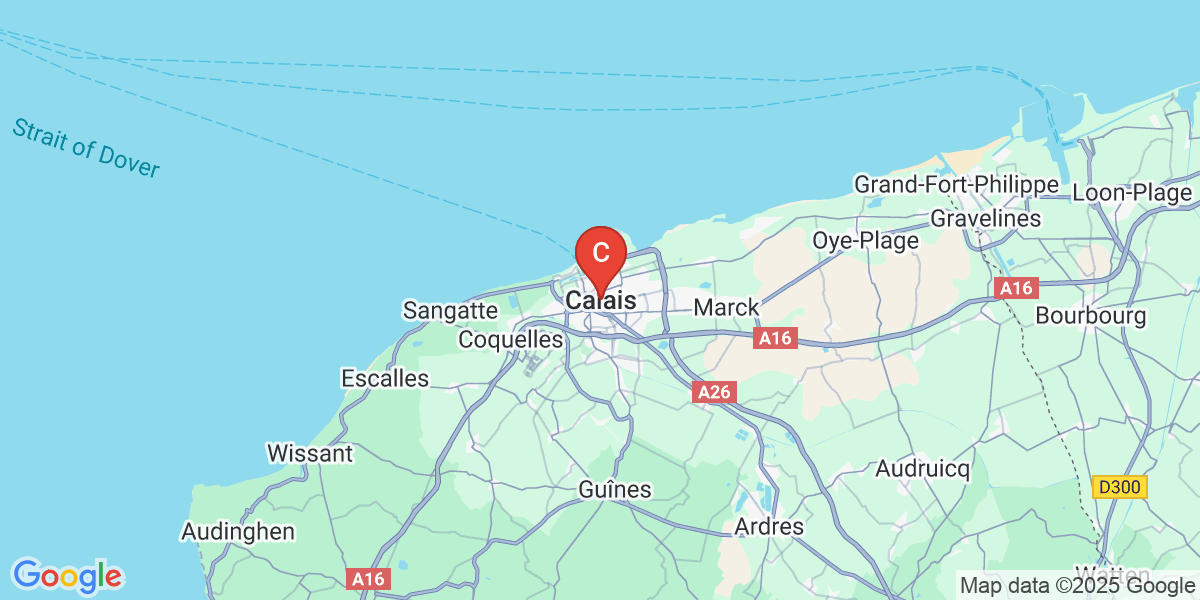 Strait of Dover
Grand-Fort-Philippe
Loon-Plage
Gravelines
Oye-Plage
C
A16
Calais
Sangatte
Marck
Bourbourg
Coquelles
A16
Escalles
A26
Wissant
Audruicq
Guînes
D300
Audinghen
Ardres
Watten
Google
A16
Map data ©2025 Google